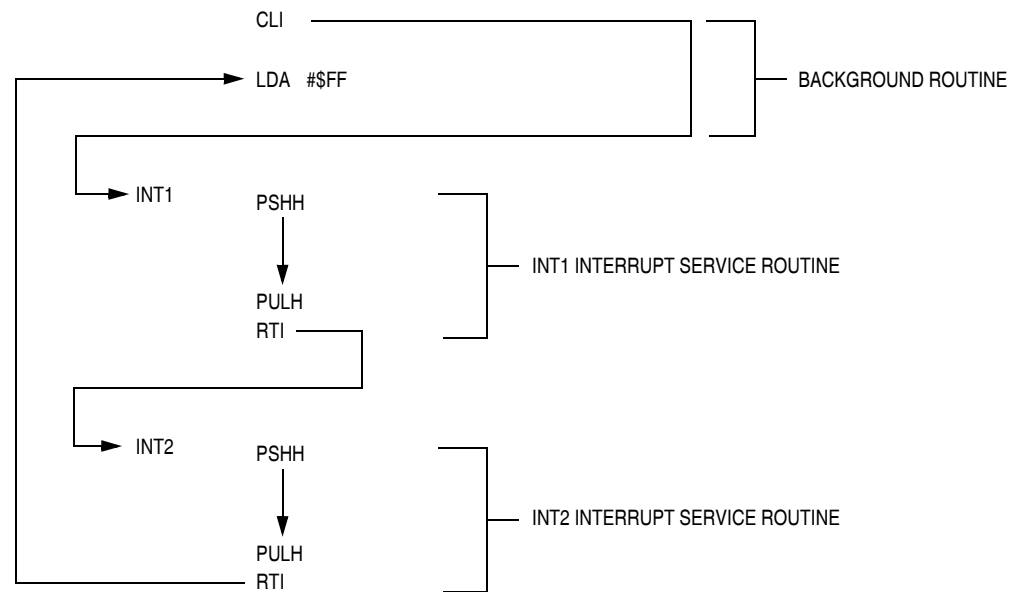 CLI
LDA #$FF
BACKGROUND ROUTINE
INT1
PSHH
INT1 INTERRUPT SERVICE ROUTINE
PULH
RTI
INT2
PSHH
INT2 INTERRUPT SERVICE ROUTINE
PULH
RTI